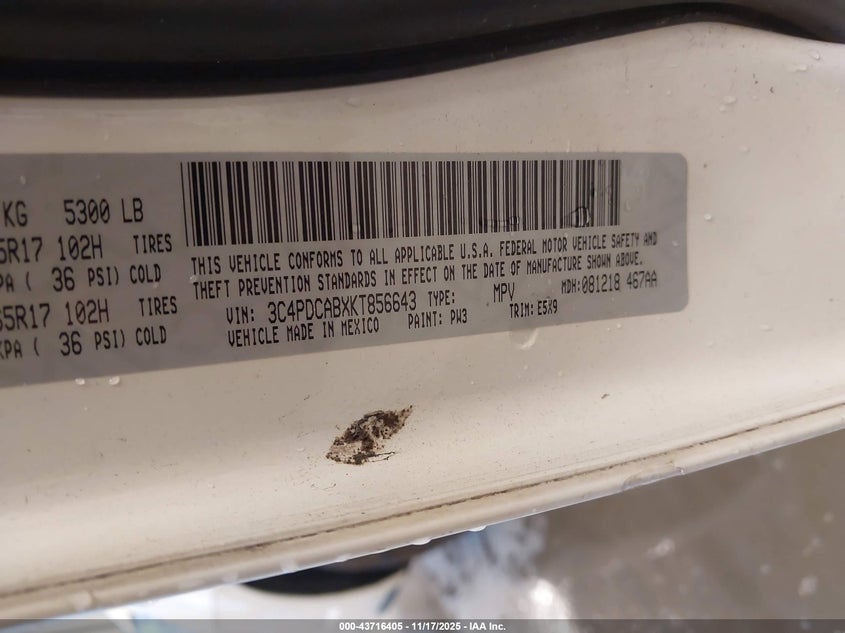 KG 5300 LB
5R17 102H TIRES
KPA ( 36 PSI) COLD
65R17 102H TIRES
KPA ( 36 PSI) COLD
THIS VEHICLE CONFORMS TO ALL APPLICABLE U.S.A. FEDERAL MOTOR VEHICLE SAFETY AND
THEFT PREVENTION STANDARDS IN EFFECT ON THE DATE OF MANUFACTURE SHOWN ABOVE.
VIN: 3C4PDCABXKT856643 TYPE: MPV MDH:081218 467AA
VEHICLE MADE IN MEXICO PAINT: PW3 TRIM: E5X9
000-43716405 - 11/17/2025 - IAA Inc.